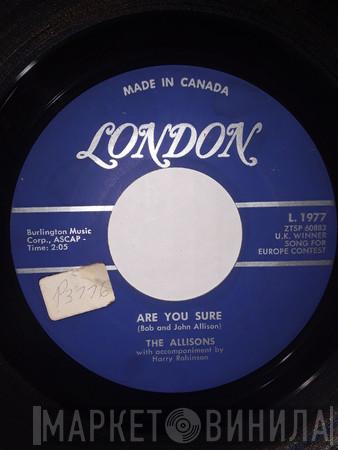 MADE IN CANADA
LONDON
Burlington Music
Corp., ASCAP -
Time: 2:05
L. 1977
ZTSP 60883
U.K. WINNER
SONG FOR
EUROPE CONTEST
P3776
ARE YOU SURE
(Bob and John Allison)
THE ALLISONS
with accompaniment by
Harry Robinson
МАРКЕТ ВИНИЛА